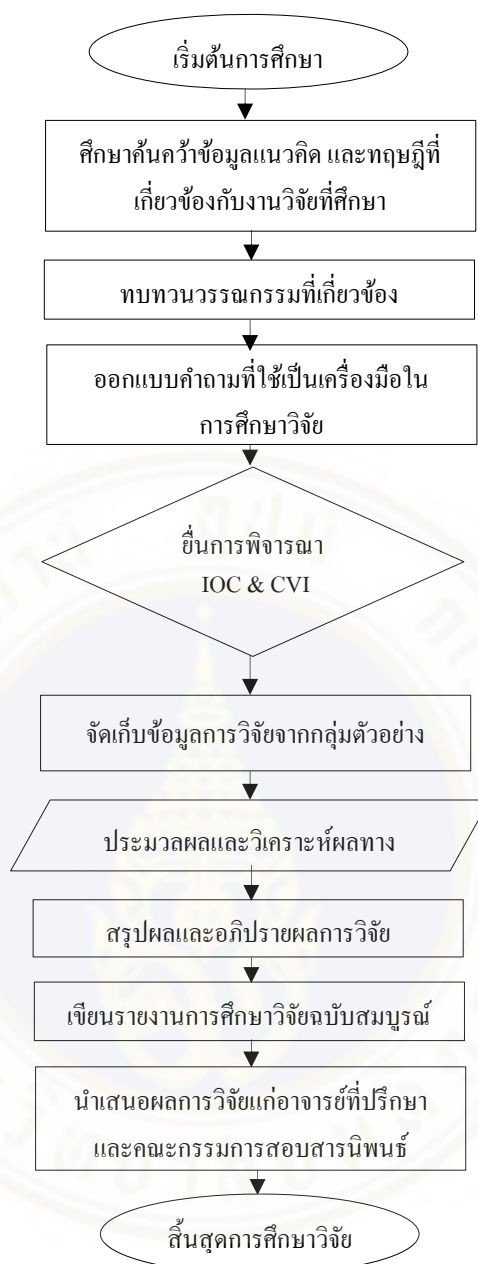 เริ่มต้นการศึกษา
ศึกษาค้นคว้าข้อมูลแนวคิด และทฤษฎีที่
เกี่ยวข้องกับงานวิจัยที่ศึกษา
ทบทวนวรรณกรรมที่เกี่ยวข้อง
ออกแบบคำถามที่ใช้เป็นเครื่องมือใน
การศึกษาวิจัย
ยื่นการพิจารณา
IOC & CVI
จัดเก็บข้อมูลการวิจัยจากกลุ่มตัวอย่าง
ประมวลผลและวิเคราะห์ผลทาง
สรุปผลและอภิปรายผลการวิจัย
เขียนรายงานการศึกษาวิจัยฉบับสมบูรณ์
นำเสนอผลการวิจัยแก่อาจารย์ที่ปรึกษา
และคณะกรรมการสอบสารนิพนธ์
สิ้นสุดการศึกษาวิจัย